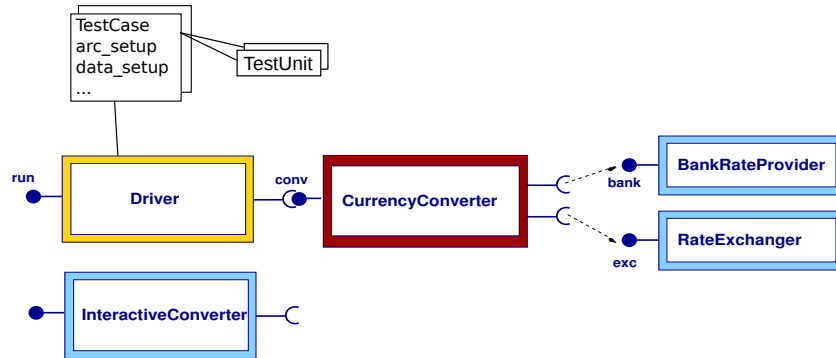 TestCase
arc_setup
data_setup
...
TestUnit
run
Driver
conv
CurrencyConverter
bank
BankRateProvider
exc
RateExchanger
InteractiveConverter